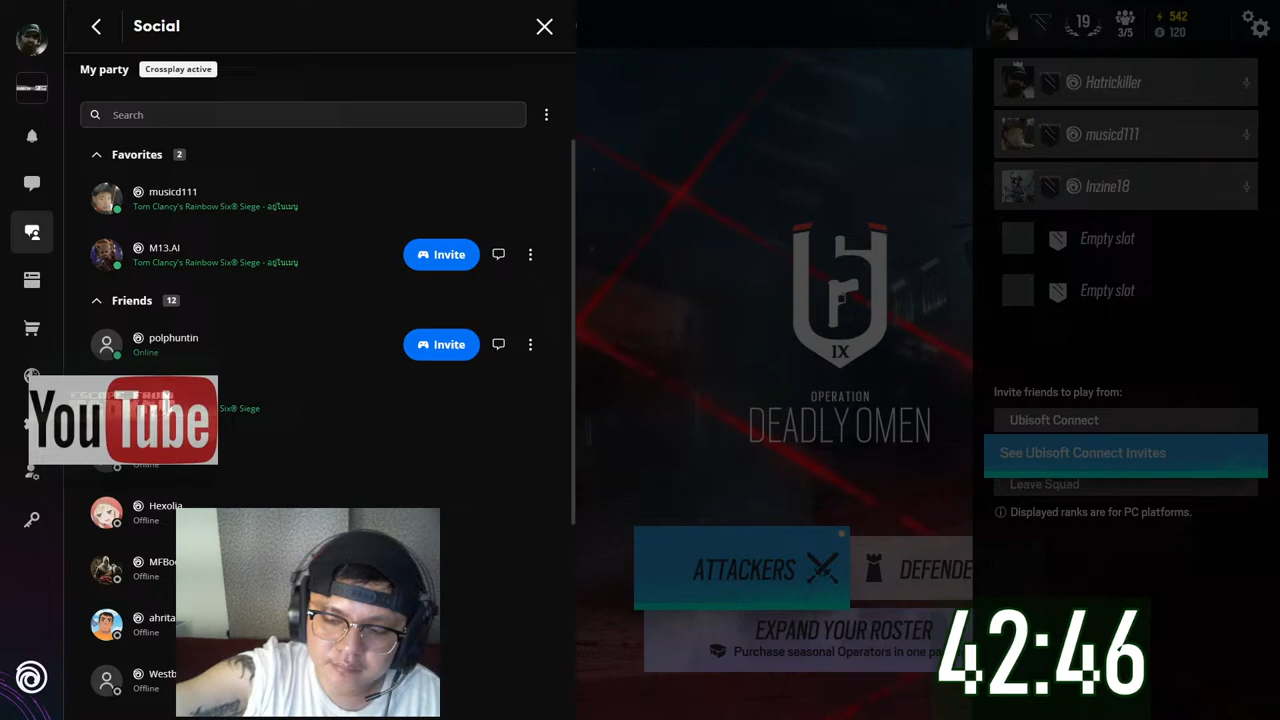 Social
My party
Crossplay active
Search
Favorites 2
musicd111
Tom Clancy's Rainbow Six® Siege - อยู่ในเมนู
M13.AI
Tom Clancy's Rainbow Six® Siege - อยู่ในเมนู
Invite
Friends 12
polphuntin
Online
Invite
Six® Siege
YouTube
Hexolia
Offline
MFBo
Offline
ahrita
Offline
Westb
Offline
19
3/5
542
120
Hatrickiller
musicd111
Inzine18
Empty slot
Empty slot
IX
OPERATION
DEADLY OMEN
Invite friends to play from:
Ubisoft Connect
See Ubisoft Connect Invites
Leave Squad
Displayed ranks are for PC platforms.
ATTACKERS
DEFENDE
EXPAND YOUR ROSTER
Purchase seasonal Operators in one pa
42:46